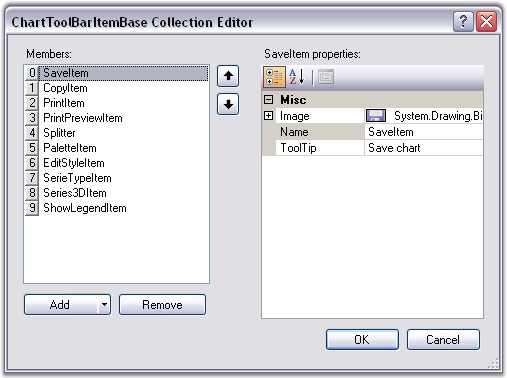 ChartToolBarItemBase Collection Editor
Members:
0 SaveItem
1 CopyItem
2 PrintItem
3 PrintPreviewItem
4 Splitter
5 PaletteItem
6 EditStyleItem
7 SerieTypeItem
8 Series3DItem
9 ShowLegendItem
Add
Remove
SaveItem properties:
Misc
Image System.Drawing.Bi
Name SaveItem
ToolTip Save chart
OK
Cancel